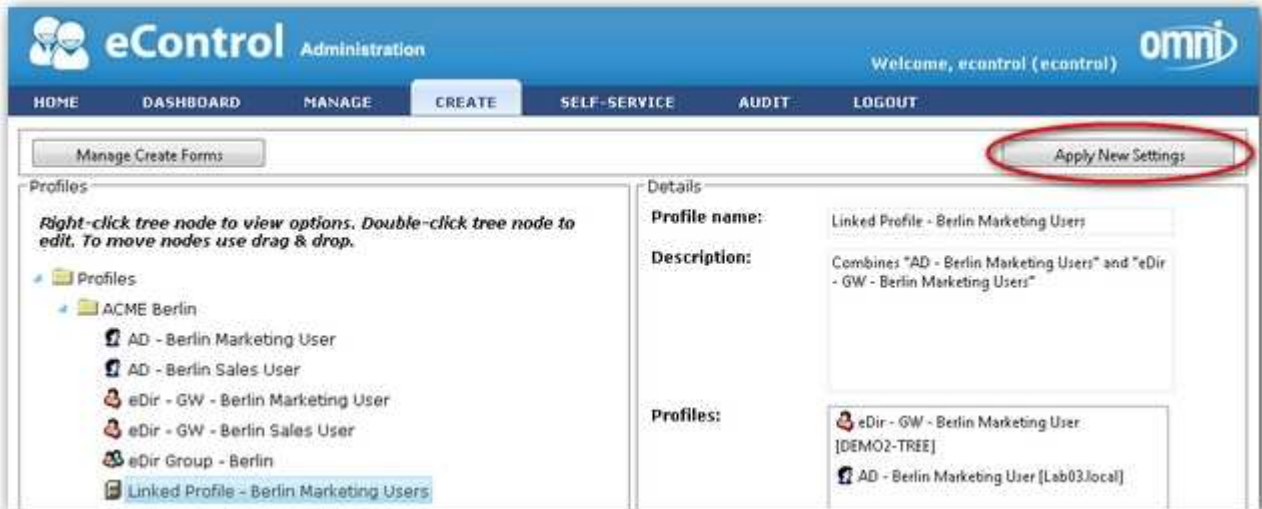 eControl Administration
omni
Welcome, econtrol (econtrol)
HOME DASHBOARD MANAGE CREATE SELF-SERVICE AUDIT LOGOUT
Manage Create Forms
Apply New Settings
Profiles
Right-click tree node to view options. Double-click tree node to
edit. To move nodes use drag & drop.
Profiles
ACME Berlin
AD - Berlin Marketing User
AD - Berlin Sales User
eDir - GW - Berlin Marketing User
eDir - GW - Berlin Sales User
eDir Group - Berlin
Linked Profile - Berlin Marketing Users
Details
Profile name:
Linked Profile - Berlin Marketing Users
Description:
Combines "AD - Berlin Marketing Users" and "eDir
- GW - Berlin Marketing Users"
Profiles:
eDir - GW - Berlin Marketing User
[DEMO2-TREE]
AD - Berlin Marketing User [Lab03.local]